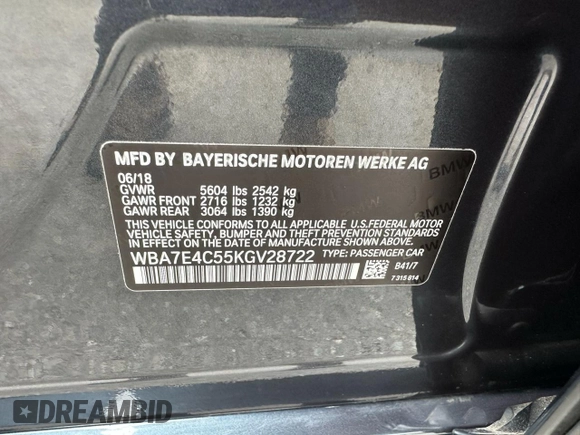 MFD BY BAYERISCHE MOTOREN WERKE AG
06/18
GVWR 5604 lbs 2542 kg
GAWR FRONT 2716 lbs 1232 kg
GAWR REAR 3064 lbs 1390 kg
THIS VEHICLE CONFORMS TO ALL APPLICABLE U.S.FEDERAL MOTOR
VEHICLE SAFETY, BUMPER AND THEFT PREVENTION STANDARDS
IN EFFECT ON THE DATE OF MANUFACTURE SHOWN ABOVE.
WBA7E4C55KGV28722 TYPE: PASSENGER CAR
B41/7
7 315 814
BMW
DREAMBID